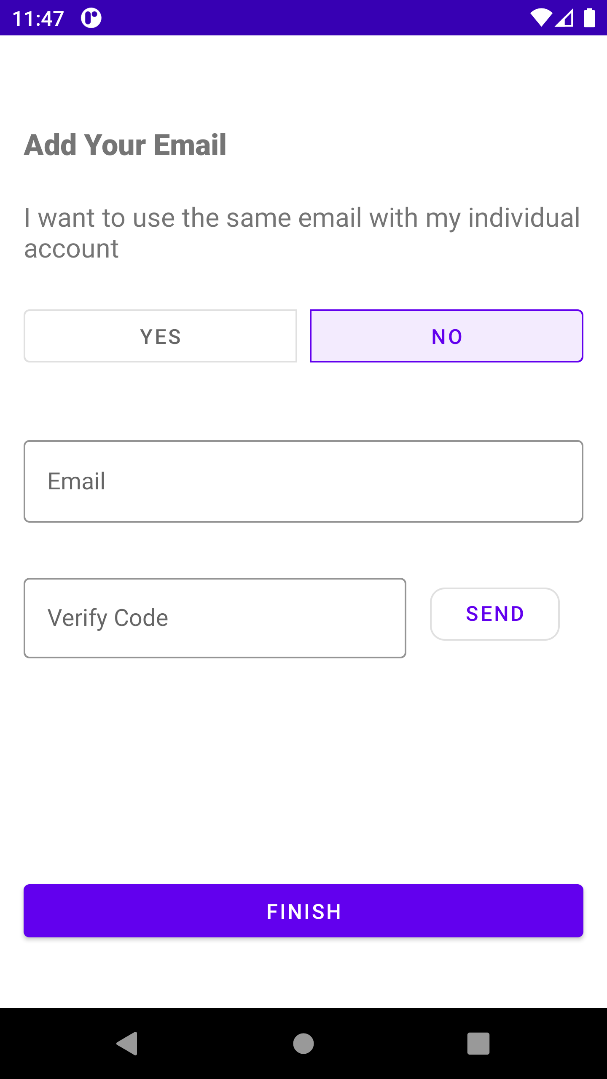 11:47
Add Your Email
I want to use the same email with my individual
account
YES
NO
Email
Verify Code
SEND
FINISH